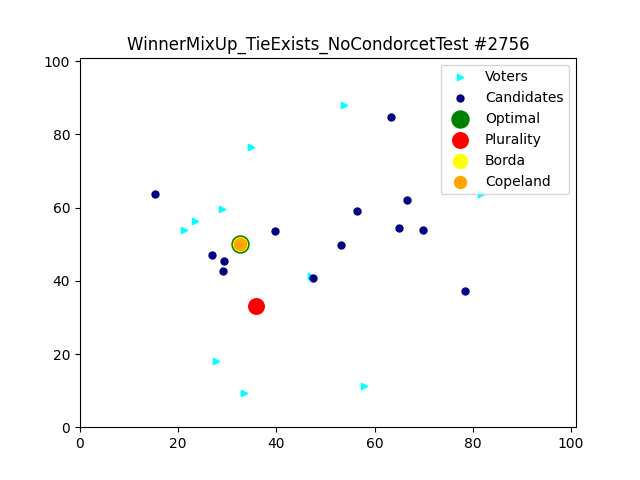 WinnerMixUp_TieExists_NoCondorcetTest #2756
100
80
60
40
20
0
0 20 40 60 80 100
Voters
Candidates
Optimal
Plurality
Borda
Copeland